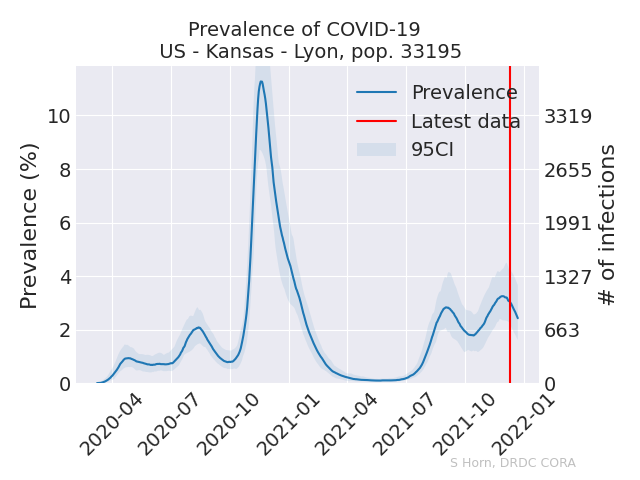 Prevalence of COVID-19
US - Kansas - Lyon, pop. 33195
Prevalence
Latest data
95CI
Prevalence (%)
10
8
6
4
2
0
3319
2655
1991
1327
663
0
# of infections
2020-04
2020-07
2020-10
2021-01
2021-04
2021-07
2021-10
2022-01
S Horn, DRDC CORA